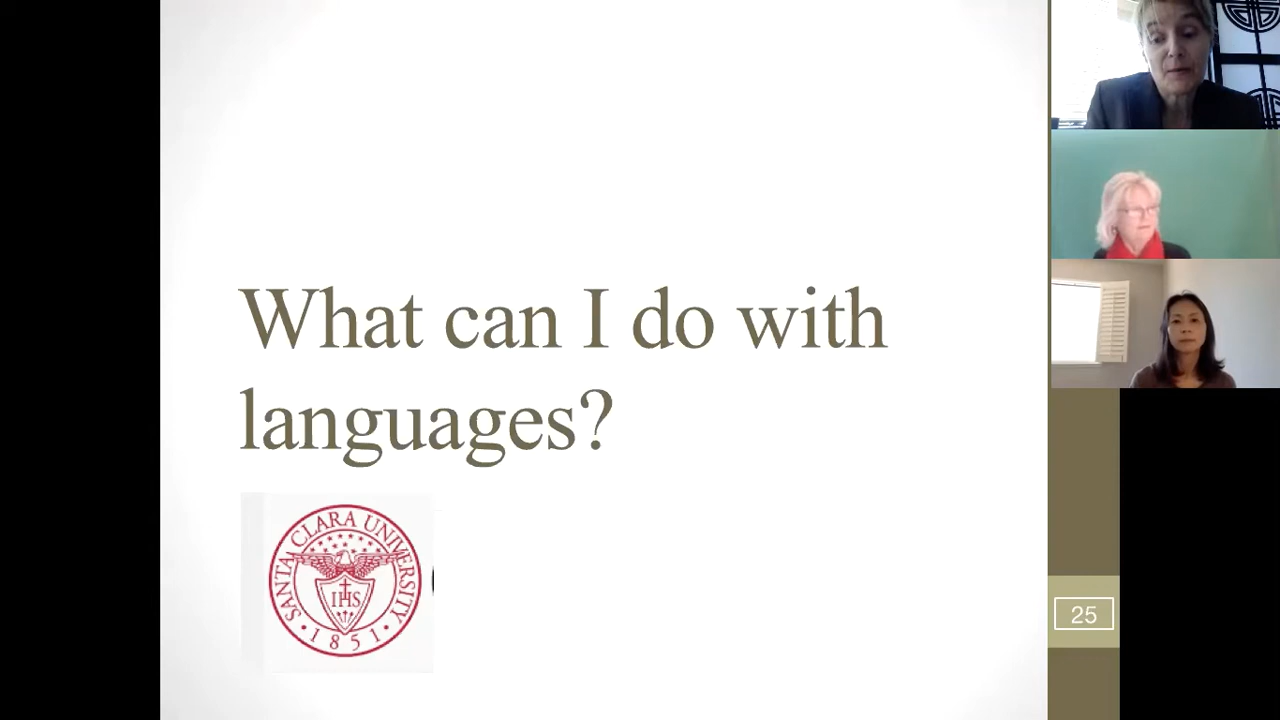 What can I do with
languages?
SANTA CLARA UNIVERSITY
IHS
1851
25